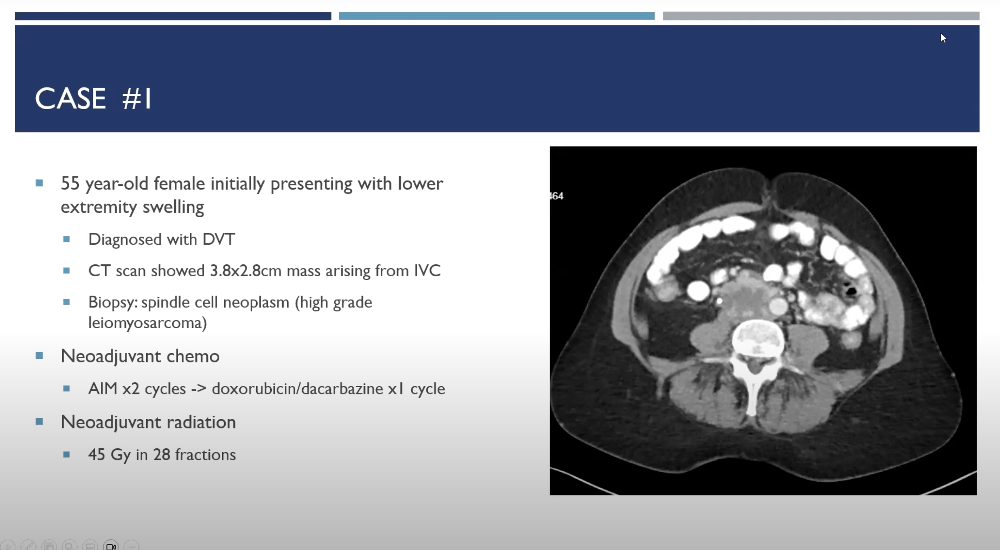 CASE #1
55 year-old female initially presenting with lower
extremity swelling
Diagnosed with DVT
CT scan showed 3.8x2.8cm mass arising from IVC
Biopsy: spindle cell neoplasm (high grade
leiomyosarcoma)
Neoadjuvant chemo
AIM x2 cycles -> doxorubicin/dacarbazine x1 cycle
Neoadjuvant radiation
45 Gy in 28 fractions
464